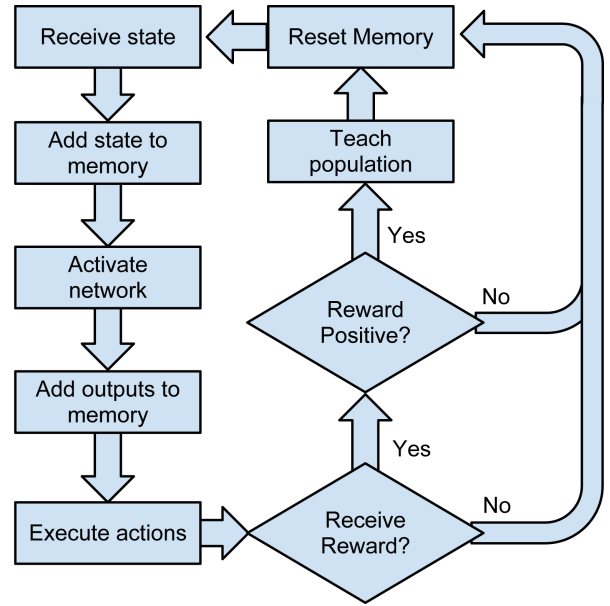 Receive state
Reset Memory
Add state to
memory
Teach
population
Yes
Activate
network
Reward
Positive?
No
Add outputs to
memory
Yes
Execute actions
Receive
Reward?
No